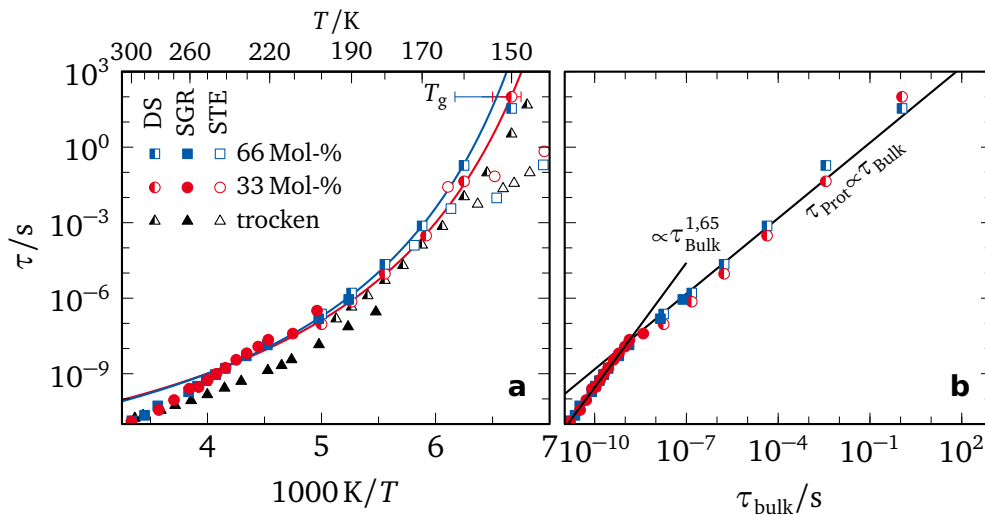 T/K
300 260 220 190 170 150
10^3
10^0
10^-3
10^-6
10^-9
τ/s
DS SGR STE
66 Mol-%
33 Mol-%
trocken
T_g
a
4 5 6 7
1000 K/T
∝τ_Bulk^1,65
τ_Prot∝τ_Bulk
b
10^-10 10^-7 10^-4 10^-1 10^2
τ_bulk/s